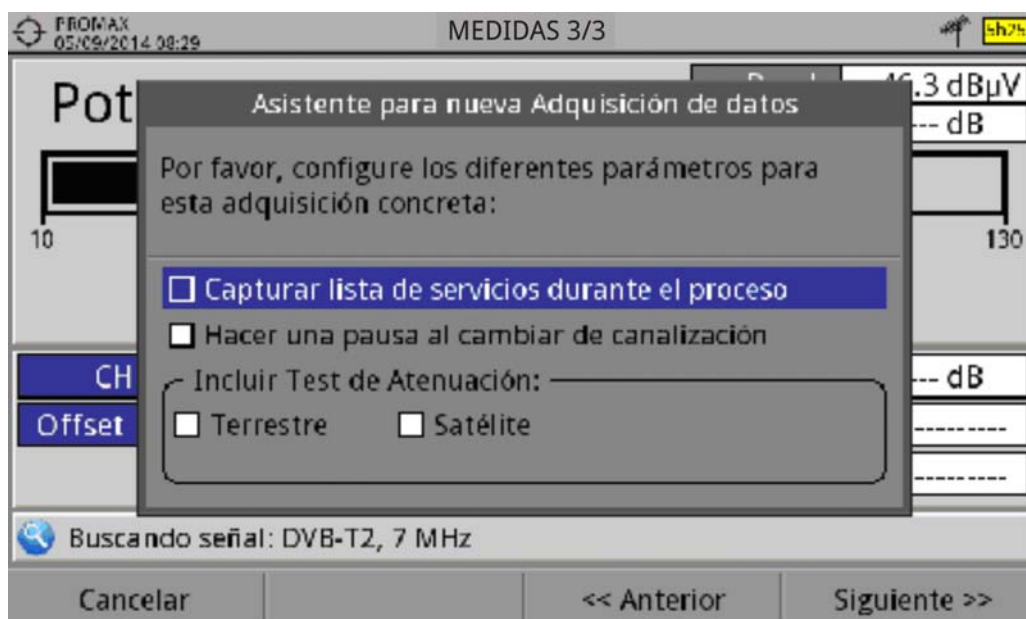 PROMAX
05/09/2014 08:29
MEDIDAS 3/3
5h25
Pot
.3 dBµV
--- dB
10
130
Asistente para nueva Adquisición de datos
Por favor, configure los diferentes parámetros para
esta adquisición concreta:
Capturar lista de servicios durante el proceso
Hacer una pausa al cambiar de canalización
Incluir Test de Atenuación:
Terrestre
Satélite
CH
--- dB
Offset
---------
---------
Buscando señal: DVB-T2, 7 MHz
Cancelar
<< Anterior
Siguiente >>